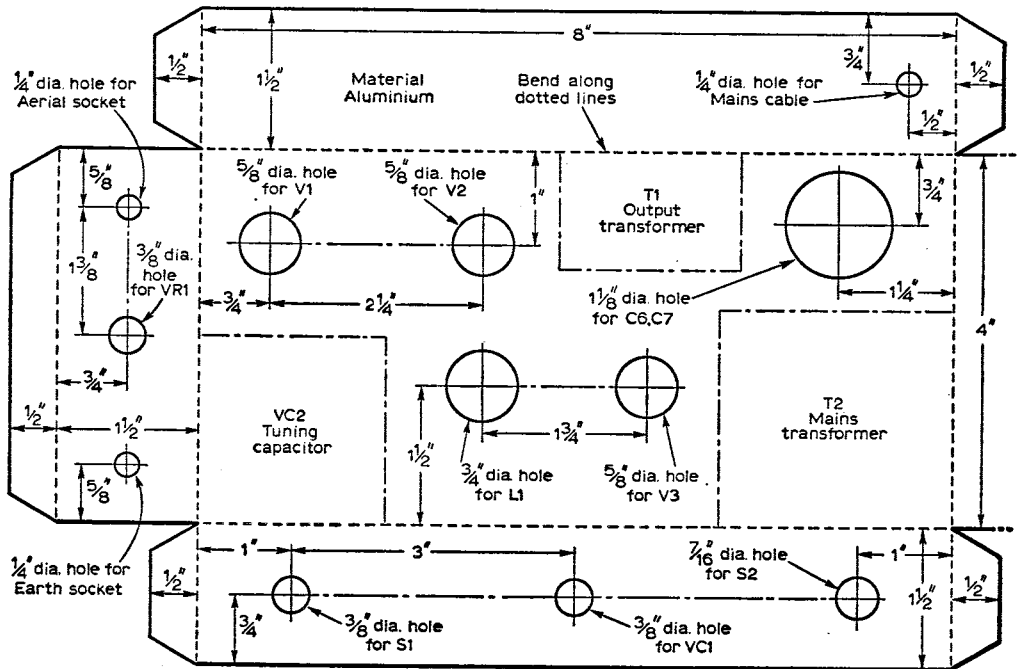 8"
3/4"
1/2"
1/4" dia. hole for
Aerial socket
1 1/2"
Material
Aluminium
Bend along
dotted lines
1/4" dia. hole for
Mains cable
1/2"
1/2"
5/8"
5/8" dia. hole
for V1
5/8" dia. hole
for V2
1"
T1
Output
transformer
3/4"
1 3/8"
3/8" dia.
hole
for VR1
3/4"
2 1/4"
1 1/8" dia. hole
for C6,C7
1 1/4"
4"
3/4"
1/2"
1 1/2"
VC2
Tuning
capacitor
1 1/2"
1 3/4"
T2
Mains
transformer
5/8"
3/4" dia. hole
for L1
5/8" dia. hole
for V3
1/4" dia. hole for
Earth socket
1/2"
1"
3"
7/16" dia. hole
for S2
1"
3/4"
3/8" dia. hole
for S1
3/8" dia. hole
for VC1
1 1/2"
1/2"